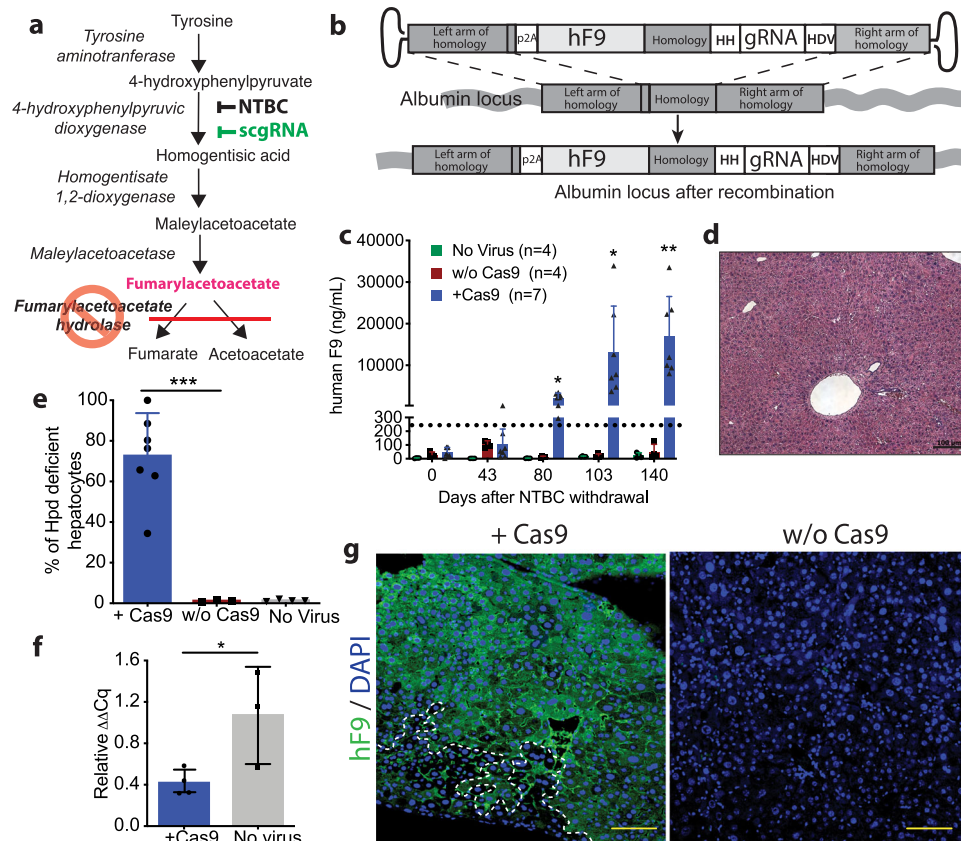 a
Tyrosine
Tyrosine
aminotranferase
4-hydroxyphenylpyruvate
4-hydroxyphenylpyruvic
dioxygenase
NTBC
scgRNA
Homogentisic acid
Homogentisate
1,2-dioxygenase
Maleylacetoacetate
Maleylacetoacetase
Fumarylacetoacetate
Fumarylacetoacetate
hydrolase
Fumarate Acetoacetate
b
Left arm of
homology
p2A
hF9
Homology
HH
gRNA
HDV
Right arm of
homology
Albumin locus
Left arm of
homology
Homology
Right arm of
homology
Left arm of
homology
p2A
hF9
Homology
HH
gRNA
HDV
Right arm of
homology
Albumin locus after recombination
c
human F9 (ng/mL)
40000
30000
20000
10000
300
200
100
0
No Virus (n=4)
w/o Cas9 (n=4)
+Cas9 (n=7)
*
*
**
0 43 80 103 140
Days after NTBC withdrawal
d
100 µm
e
% of Hpd deficient
hepatocytes
100
80
60
40
20
0
***
+ Cas9 w/o Cas9 No Virus
f
Relative ΔΔCq
1.6
1.2
0.8
0.4
0.0
*
+Cas9 No virus
g
+ Cas9
w/o Cas9
hF9 / DAPI